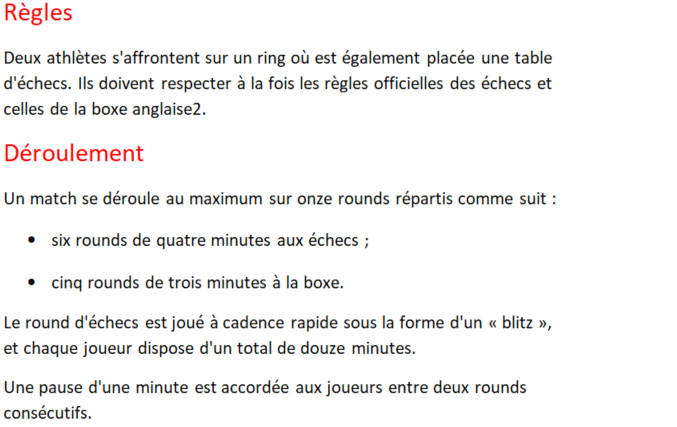 Règles
Deux athlètes s'affrontent sur un ring où est également placée une table
d'échecs. Ils doivent respecter à la fois les règles officielles des échecs et
celles de la boxe anglaise2.
Déroulement
Un match se déroule au maximum sur onze rounds répartis comme suit :
• six rounds de quatre minutes aux échecs ;
• cinq rounds de trois minutes à la boxe.
Le round d'échecs est joué à cadence rapide sous la forme d'un « blitz »,
et chaque joueur dispose d'un total de douze minutes.
Une pause d'une minute est accordée aux joueurs entre deux rounds
consécutifs.